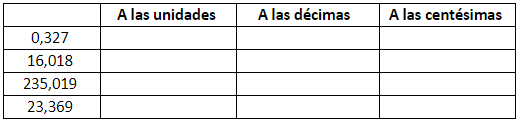 A las unidades A las décimas A las centésimas
0,327
16,018
235,019
23,369